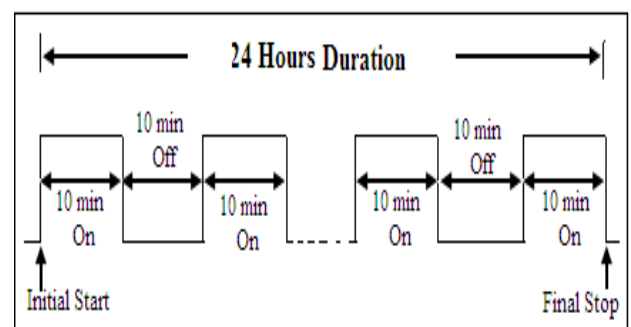 24 Hours Duration
10 min
Off
10 min
Off
10 min
On
10 min
On
10 min
On
10 min
On
Initial Start
Final Stop